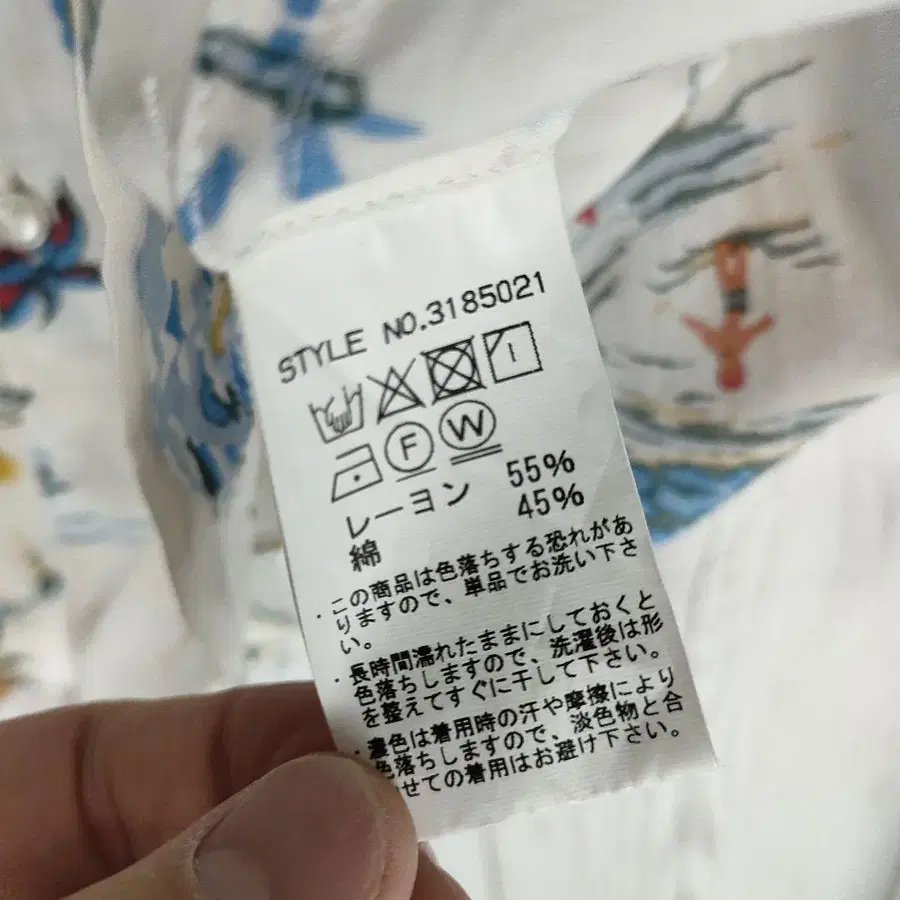 STYLE NO.3185021
F W
レーヨン 55%
綿 45%
・この商品は色落ちする恐れがあ
りますので、単品でお洗い下さ
い。
・長時間濡れたままにしておくと
色落ちしますので、洗濯後は形
を整えてすぐに干して下さい。
・濃色は着用時の汗や摩擦により
色落ちしますので、淡色物と合
せての着用はお避け下さい。